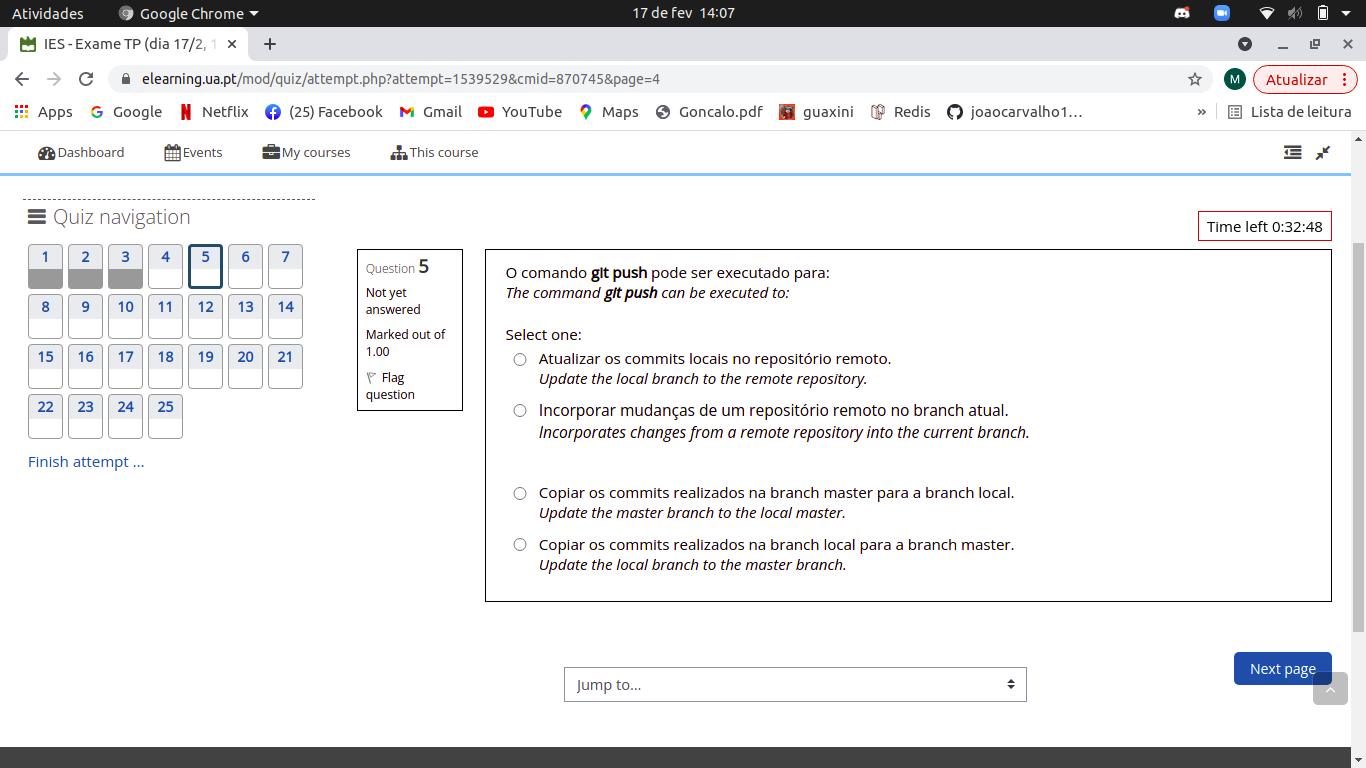 Atividades Google Chrome 17 de fev 14:07
IES - Exame TP (dia 17/2, 1
elearning.ua.pt/mod/quiz/attempt.php?attempt=1539529&cmid=870745&page=4 M Atualizar
Apps Google Netflix (25) Facebook Gmail YouTube Maps Goncalo.pdf guaxini Redis joaocarvalho1... » Lista de leitura
Dashboard Events My courses This course
Quiz navigation
Time left 0:32:48
1 2 3 4 5 6 7
8 9 10 11 12 13 14
15 16 17 18 19 20 21
22 23 24 25
Finish attempt ...
Question 5
Not yet
answered
Marked out of
1.00
Flag
question
O comando git push pode ser executado para:
The command git push can be executed to:
Select one:
Atualizar os commits locais no repositório remoto.
Update the local branch to the remote repository.
Incorporar mudanças de um repositório remoto no branch atual.
Incorporates changes from a remote repository into the current branch.
Copiar os commits realizados na branch master para a branch local.
Update the master branch to the local master.
Copiar os commits realizados na branch local para a branch master.
Update the local branch to the master branch.
Next page
Jump to...